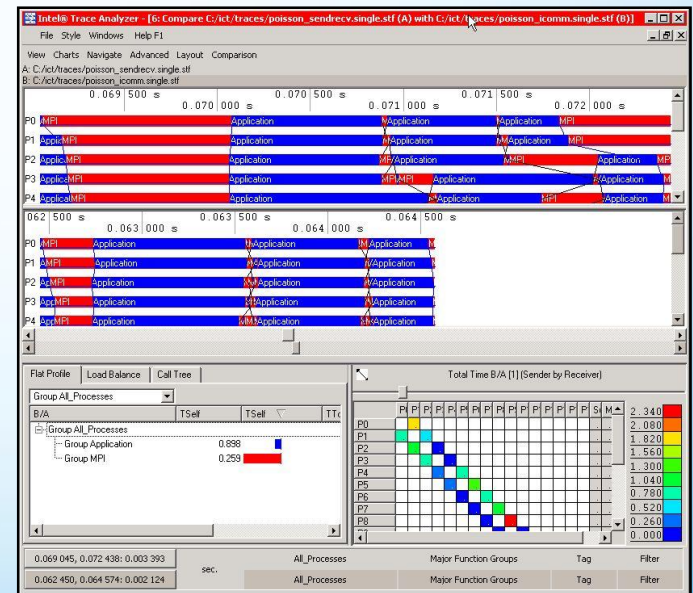 Intel® Trace Analyzer - [6: Compare C:/ict/traces/poisson_sendrecv.single.stf (A) with C:/ict/traces/poisson_icomm.single.stf (B)]
File Style Windows Help F1
View Charts Navigate Advanced Layout Comparison
A: C:/ict/traces/poisson_sendrecv.single.stf
B: C:/ict/traces/poisson_icomm.single.stf
0.069 500 s 0.070 500 s 0.071 500 s
0.070 000 s 0.071 000 s 0.072 000 s
P0 MPI Application Application Application MPI
P1 Applic MPI Application Application Application MPI
P2 Applic MPI Application MPI Application MPI Application MP
P3 Applica MPI Application MPI MPI Application Application M
P4 Applica MPI Application Application MPI Application M
062 500 s 0.063 500 s 0.064 500 s
0.063 000 s 0.064 000 s
P0 MPI Application Application M Application M
P1 MPI Application Application Application
P2 Ap MPI Application Application Application
P3 App MPI Application Application Application
P4 App MPI Application M Application Application
Flat Profile Load Balance Call Tree
Total Time B/A [1] (Sender by Receiver)
Group All_Processes
B/A TSelf TSelf TTo
Group All_Processes
Group Application 0.898
Group MPI 0.259
P0
P1
P2
P3
P4
P5
P6
P7
P8
2.340
2.080
1.820
1.560
1.300
1.040
0.780
0.520
0.260
0.000
0.069 045, 0.072 438: 0.003 393 sec. All_Processes Major Function Groups Tag Filter
0.062 450, 0.064 574: 0.002 124 All_Processes Major Function Groups Tag Filter